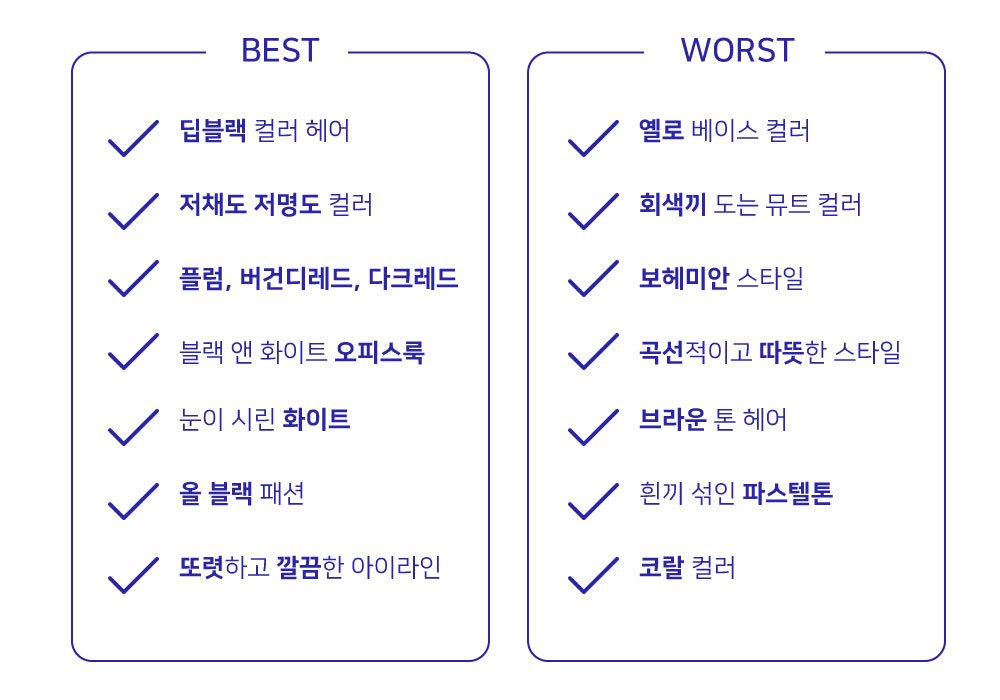 BEST
딥블랙 컬러 헤어
저채도 저명도 컬러
플럼, 버건디레드, 다크레드
블랙 앤 화이트 오피스룩
눈이 시린 화이트
올 블랙 패션
또렷하고 깔끔한 아이라인
WORST
옐로 베이스 컬러
회색끼 도는 뮤트 컬러
보헤미안 스타일
곡선적이고 따뜻한 스타일
브라운 톤 헤어
흰끼 섞인 파스텔톤
코랄 컬러